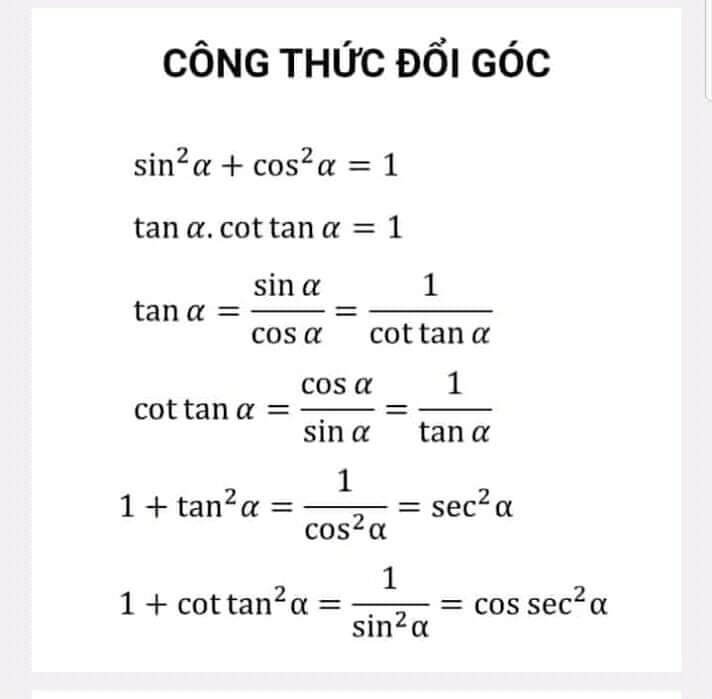 CÔNG THỨC ĐỔI GÓC
sin²α + cos²α = 1
tan α. cot tan α = 1
tan α = sin α / cos α = 1 / cot tan α
cot tan α = cos α / sin α = 1 / tan α
1 + tan²α = 1 / cos²α = sec²α
1 + cot tan²α = 1 / sin²α = cos sec²α